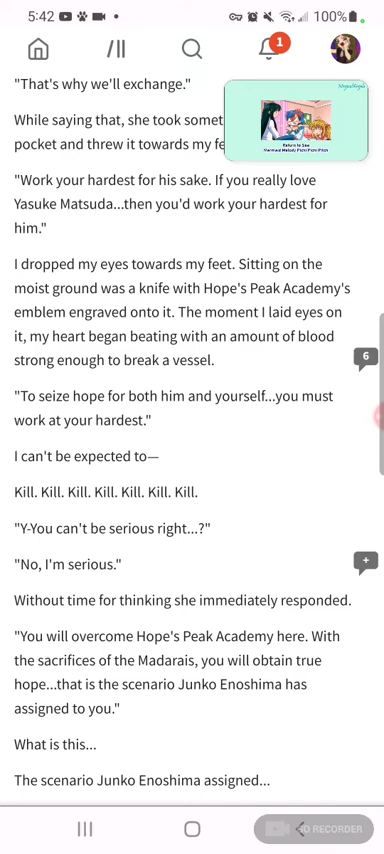 5:42
100%
1
"That's why we'll exchange."
While saying that, she took somet
pocket and threw it towards my fe
Return to Sea
Mermaid Melody Pichi Pichi Pitch
"Work your hardest for his sake. If you really love
Yasuke Matsuda...then you'd work your hardest for
him."
I dropped my eyes towards my feet. Sitting on the
moist ground was a knife with Hope's Peak Academy's
emblem engraved onto it. The moment I laid eyes on
it, my heart began beating with an amount of blood
strong enough to break a vessel.
6
"To seize hope for both him and yourself...you must
work at your hardest."
I can't be expected to—
Kill. Kill. Kill. Kill. Kill. Kill. Kill.
"Y-You can't be serious right...?"
"No, I'm serious."
+
Without time for thinking she immediately responded.
"You will overcome Hope's Peak Academy here. With
the sacrifices of the Madarais, you will obtain true
hope...that is the scenario Junko Enoshima has
assigned to you."
What is this...
The scenario Junko Enoshima assigned...
RECORDER